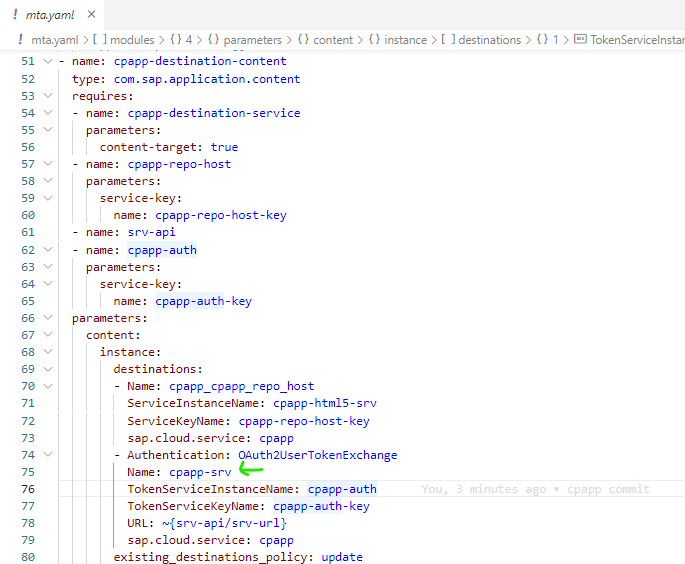 ! mta.yaml ×
! mta.yaml > [ ] modules > { } 4 > { } parameters > { } content > { } instance > [ ] destinations > { } 1 > abc TokenServiceInstan
51 - name: cpapp-destination-content
52 type: com.sap.application.content
53 requires:
54 - name: cpapp-destination-service
55 parameters:
56 content-target: true
57 - name: cpapp-repo-host
58 parameters:
59 service-key:
60 name: cpapp-repo-host-key
61 - name: srv-api
62 - name: cpapp-auth
63 parameters:
64 service-key:
65 name: cpapp-auth-key
66 parameters:
67 content:
68 instance:
69 destinations:
70 - Name: cpapp_cpapp_repo_host
71 ServiceInstanceName: cpapp-html5-srv
72 ServiceKeyName: cpapp-repo-host-key
73 sap.cloud.service: cpapp
74 - Authentication: OAuth2UserTokenExchange
75 Name: cpapp-srv
76 TokenServiceInstanceName: cpapp-auth You, 3 minutes ago • cpapp commit
77 TokenServiceKeyName: cpapp-auth-key
78 URL: ~{srv-api/srv-url}
79 sap.cloud.service: cpapp
80 existing_destinations_policy: update